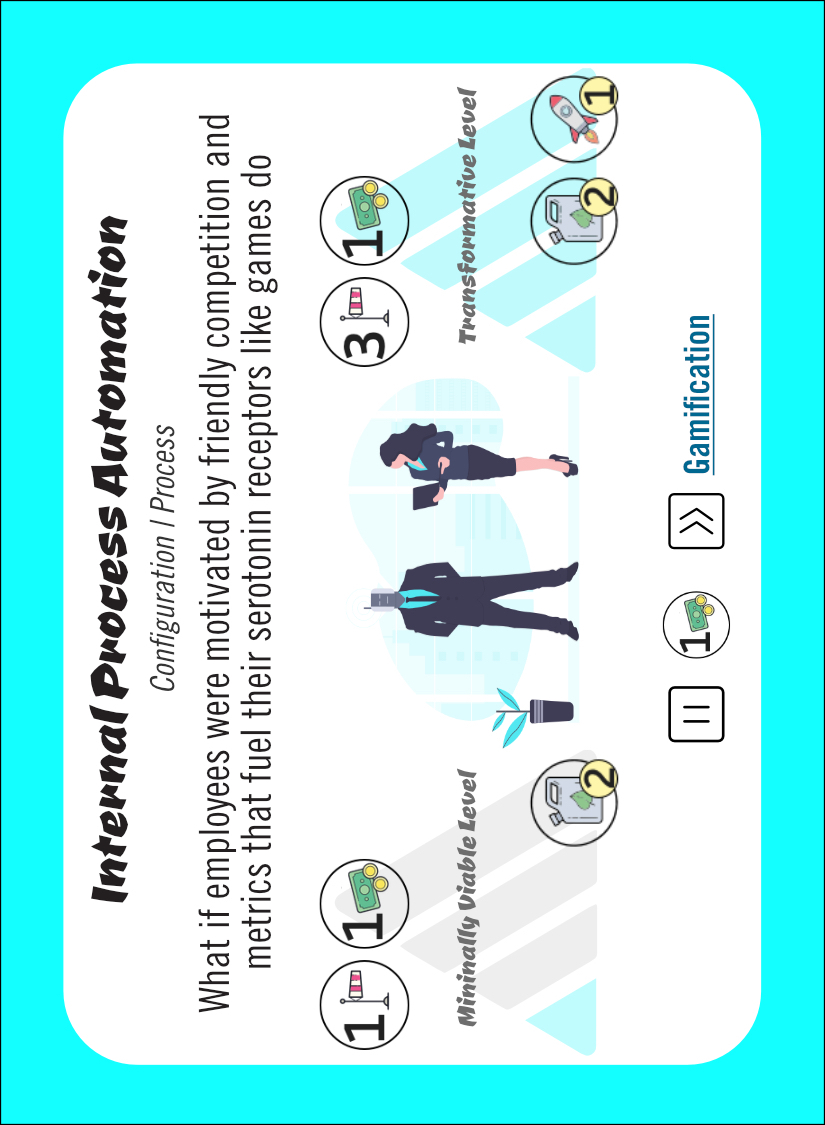 Internal Process Automation
Configuration | Process
What if employees were motivated by friendly competition and
metrics that fuel their serotonin receptors like games do
1 1
3 1
Mininally Viable Level
Transformative Level
2
2 1
1
Gamification